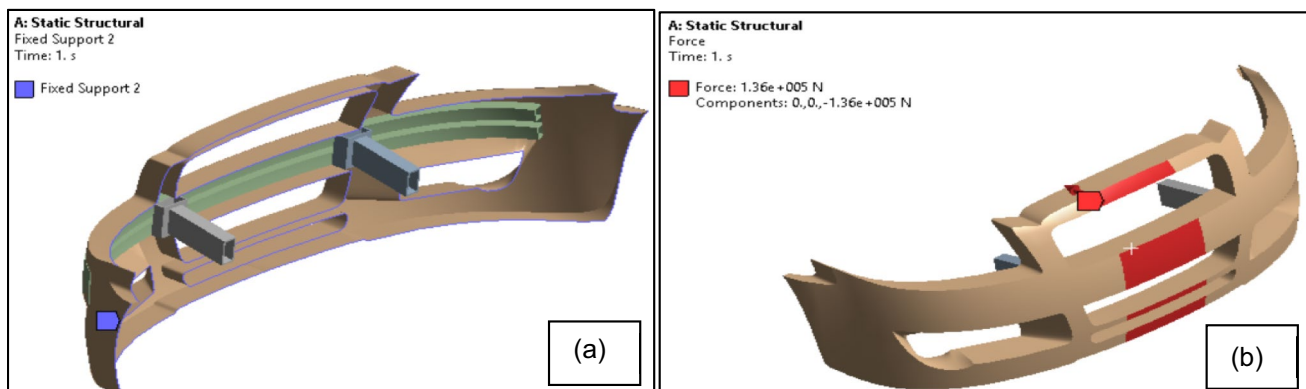 A: Static Structural
Fixed Support 2
Time: 1. s
Fixed Support 2
(a)
A: Static Structural
Force
Time: 1. s
Force: 1.36e+005 N
Components: 0.,0.,-1.36e+005 N
(b)